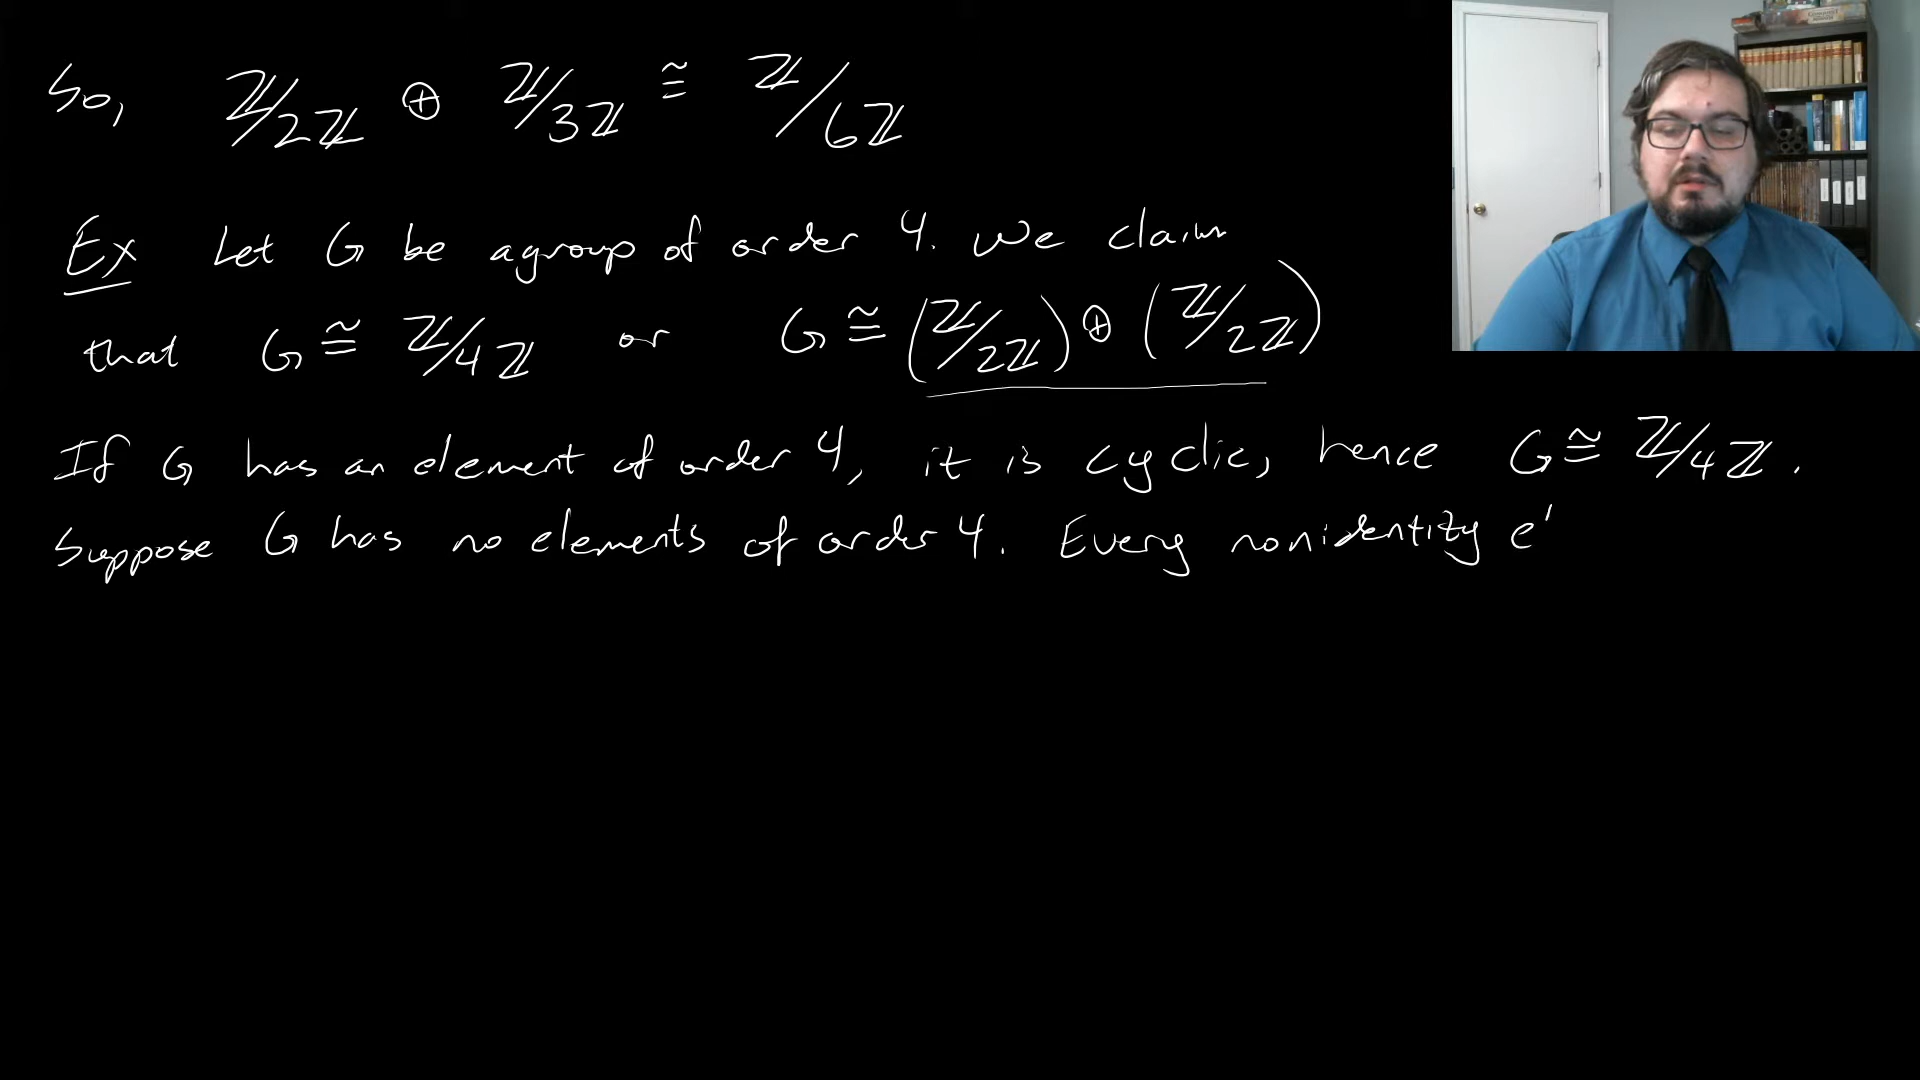 So, ℤ/2ℤ ⊕ ℤ/3ℤ ≅ ℤ/6ℤ
Ex Let G be a group of order 4. We claim
that G ≅ ℤ/4ℤ or G ≅ (ℤ/2ℤ) ⊕ (ℤ/2ℤ)
If G has an element of order 4, it is cyclic, hence G ≅ ℤ/4ℤ.
Suppose G has no elements of order 4. Every nonidentity e'